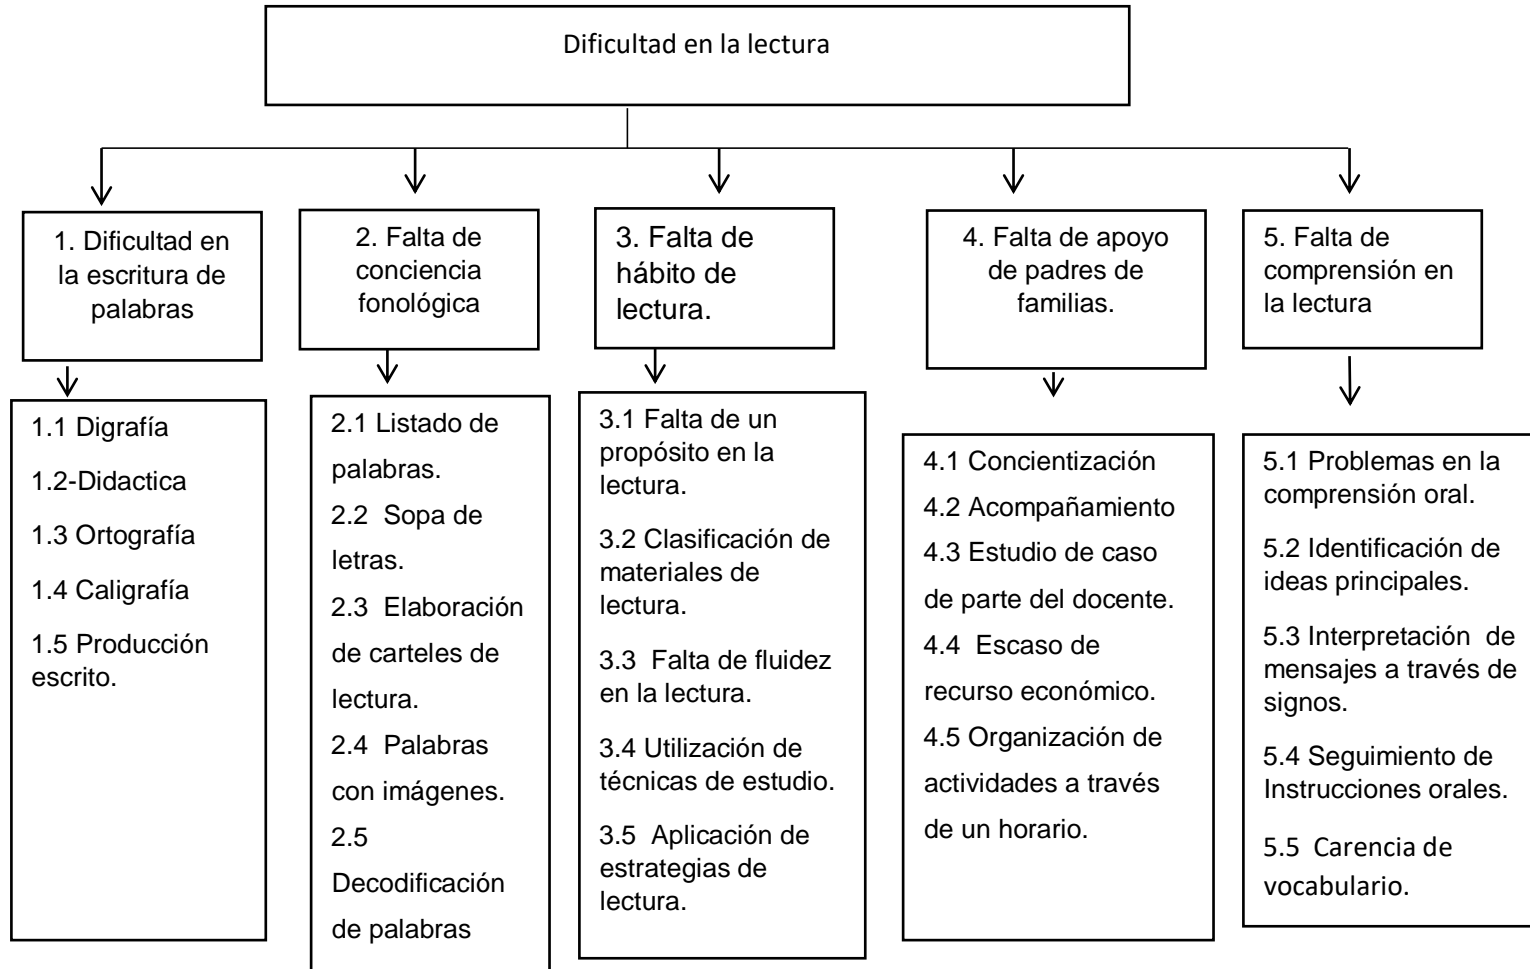 Dificultad en la lectura
1. Dificultad en
la escritura de
palabras
2. Falta de
conciencia
fonológica
3. Falta de
hábito de
lectura.
4. Falta de apoyo
de padres de
familias.
5. Falta de
comprensión en
la lectura
1.1 Digrafía
1.2-Didactica
1.3 Ortografía
1.4 Caligrafía
1.5 Producción
escrito.
2.1 Listado de
palabras.
2.2 Sopa de
letras.
2.3 Elaboración
de carteles de
lectura.
2.4 Palabras
con imágenes.
2.5
Decodificación
de palabras
3.1 Falta de un
propósito en la
lectura.
3.2 Clasificación de
materiales de
lectura.
3.3 Falta de fluidez
en la lectura.
3.4 Utilización de
técnicas de estudio.
3.5 Aplicación de
estrategias de
lectura.
4.1 Concientización
4.2 Acompañamiento
4.3 Estudio de caso
de parte del docente.
4.4 Escaso de
recurso económico.
4.5 Organización de
actividades a través
de un horario.
5.1 Problemas en la
comprensión oral.
5.2 Identificación de
ideas principales.
5.3 Interpretación de
mensajes a través de
signos.
5.4 Seguimiento de
Instrucciones orales.
5.5 Carencia de
vocabulario.